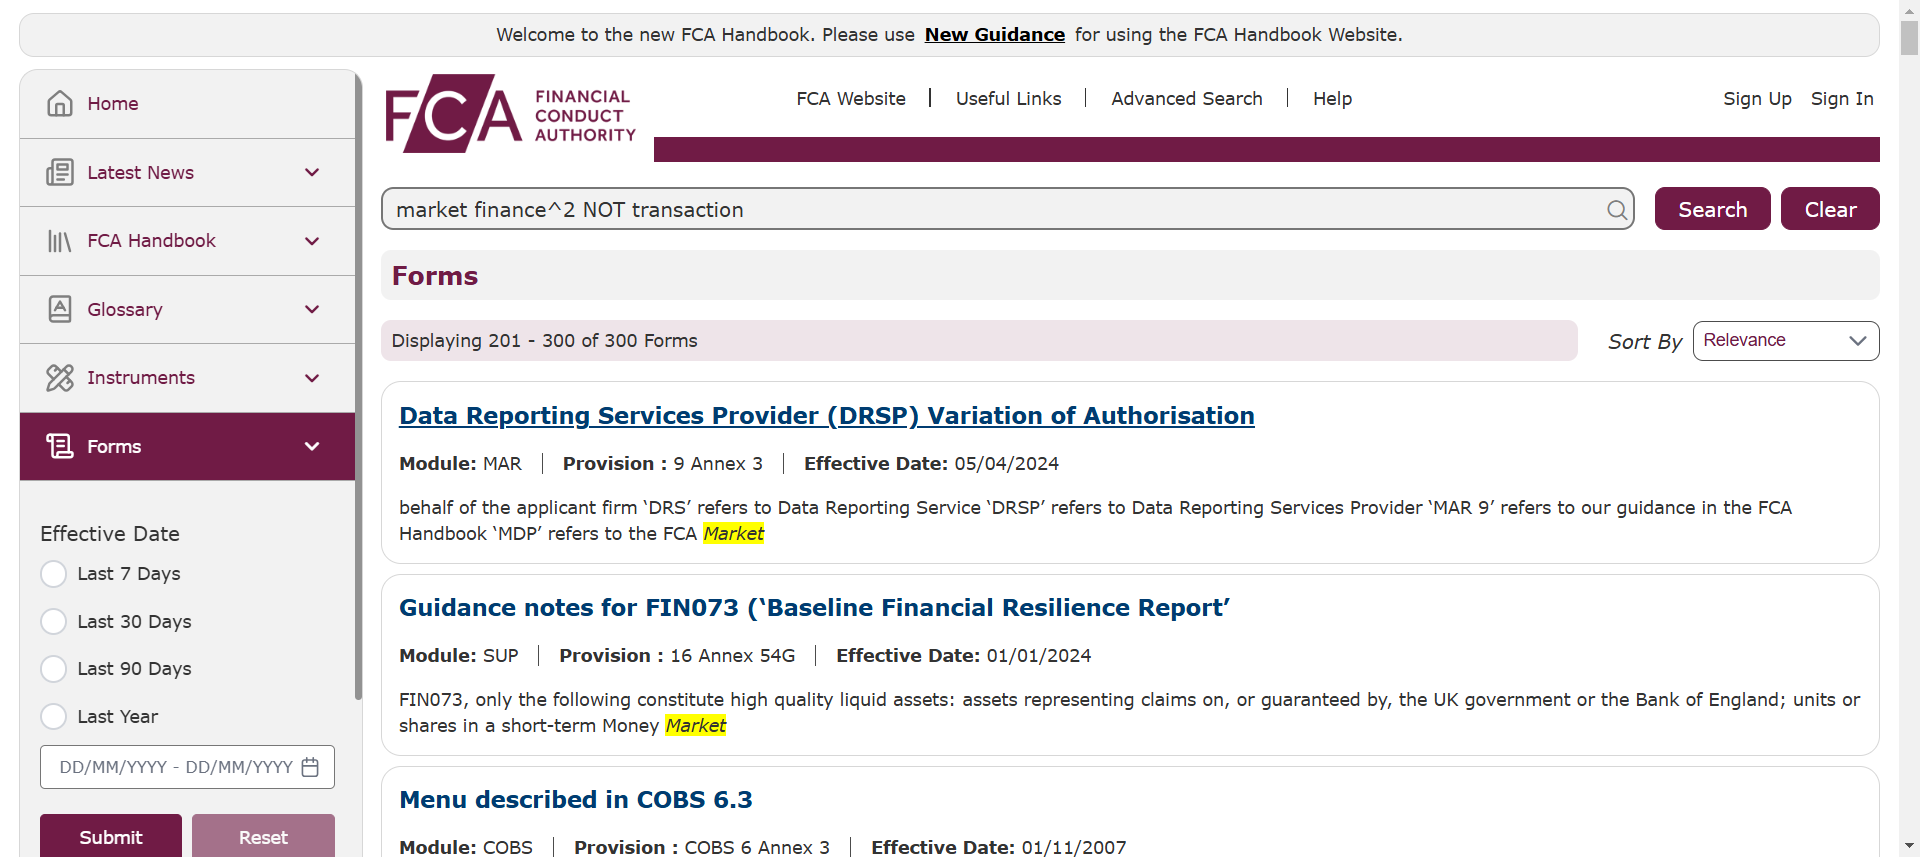 Welcome to the new FCA Handbook. Please use New Guidance for using the FCA Handbook Website.
Home
Latest News
FCA Handbook
Glossary
Instruments
Forms
Effective Date
Last 7 Days
Last 30 Days
Last 90 Days
Last Year
DD/MM/YYYY - DD/MM/YYYY
Submit Reset
FCA FINANCIAL CONDUCT AUTHORITY
FCA Website | Useful Links | Advanced Search | Help
Sign Up Sign In
market finance^2 NOT transaction
Search Clear
Forms
Displaying 201 - 300 of 300 Forms
Sort By Relevance
Data Reporting Services Provider (DRSP) Variation of Authorisation
Module: MAR | Provision : 9 Annex 3 | Effective Date: 05/04/2024
behalf of the applicant firm ‘DRS’ refers to Data Reporting Service ‘DRSP’ refers to Data Reporting Services Provider ‘MAR 9’ refers to our guidance in the FCA
Handbook ‘MDP’ refers to the FCA Market
Guidance notes for FIN073 (‘Baseline Financial Resilience Report’
Module: SUP | Provision : 16 Annex 54G | Effective Date: 01/01/2024
FIN073, only the following constitute high quality liquid assets: assets representing claims on, or guaranteed by, the UK government or the Bank of England; units or
shares in a short-term Money Market
Menu described in COBS 6.3
Module: COBS | Provision : COBS 6 Annex 3 | Effective Date: 01/11/2007